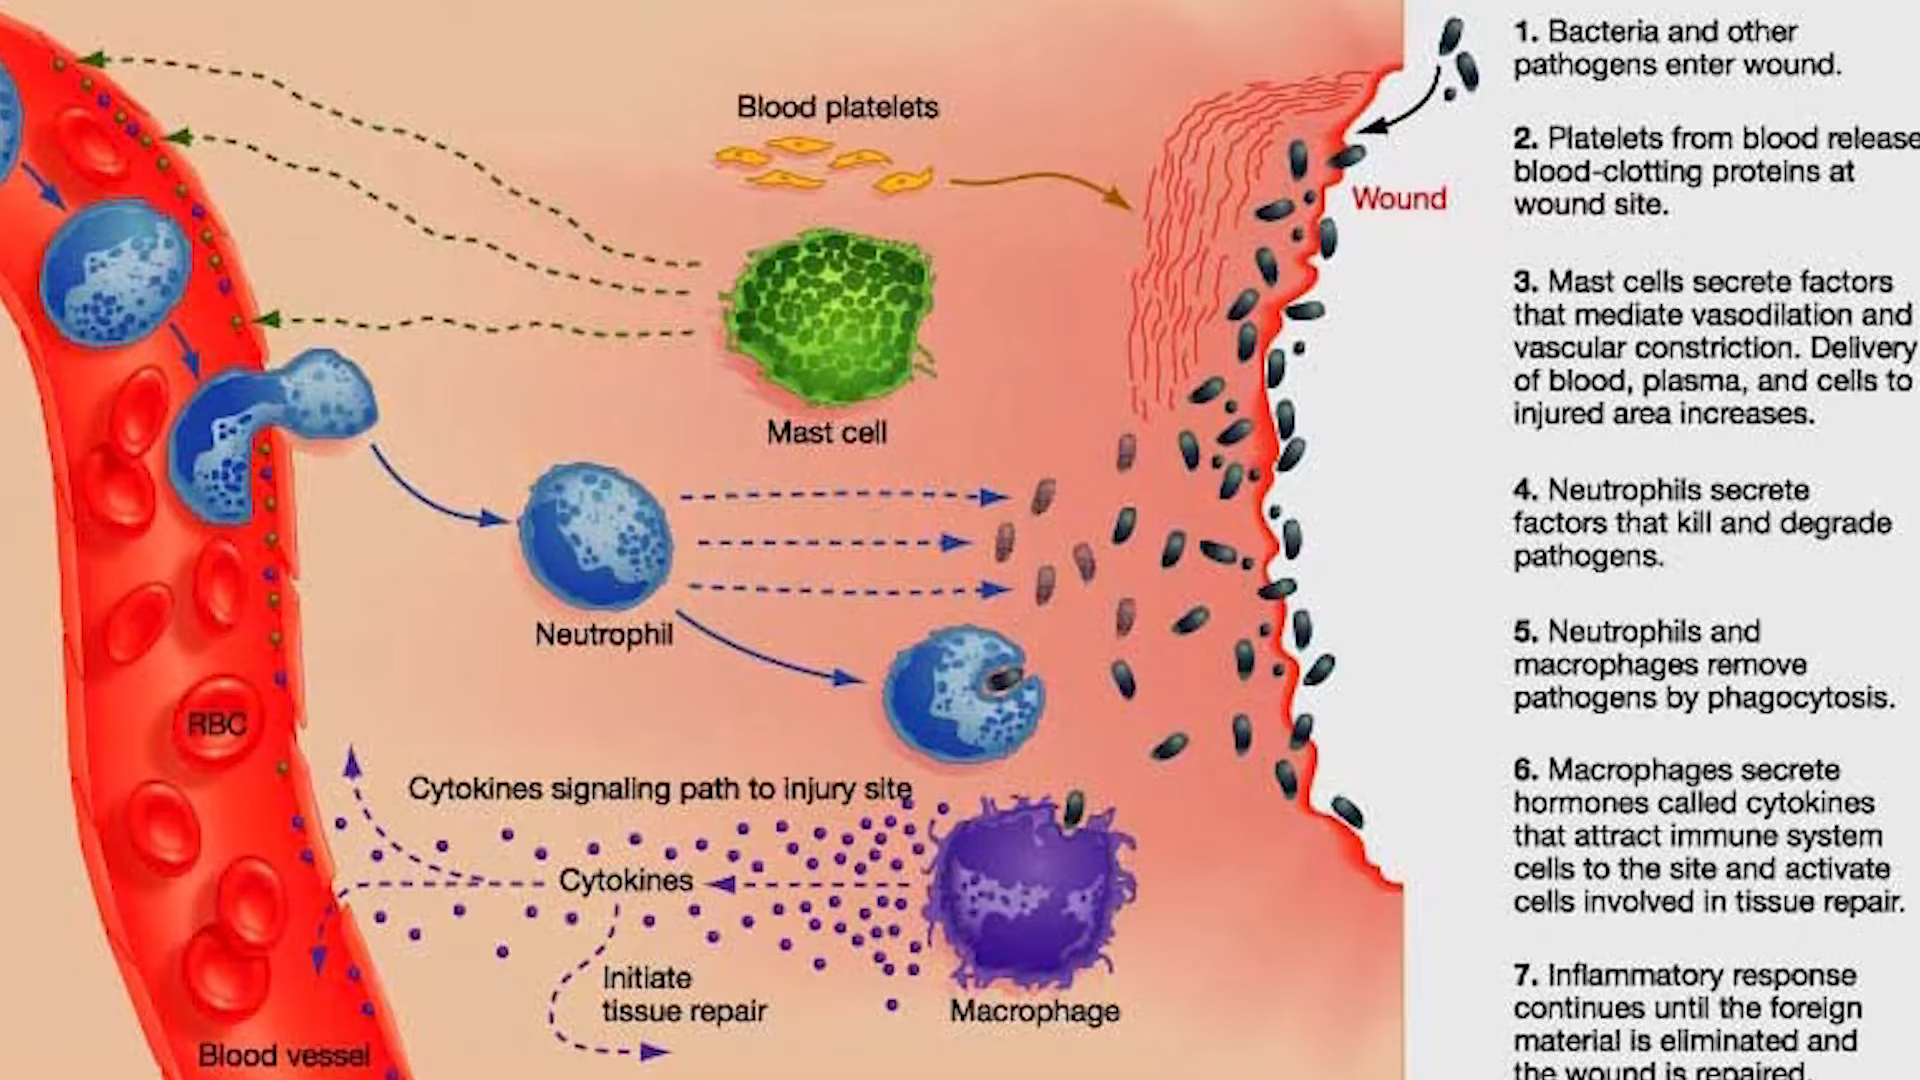 Blood platelets
Wound
Mast cell
Neutrophil
RBC
Cytokines signaling path to injury site
Cytokines
Initiate
tissue repair
Macrophage
Blood vessel
1. Bacteria and other
pathogens enter wound.
2. Platelets from blood release
blood-clotting proteins at
wound site.
3. Mast cells secrete factors
that mediate vasodilation and
vascular constriction. Delivery
of blood, plasma, and cells to
injured area increases.
4. Neutrophils secrete
factors that kill and degrade
pathogens.
5. Neutrophils and
macrophages remove
pathogens by phagocytosis.
6. Macrophages secrete
hormones called cytokines
that attract immune system
cells to the site and activate
cells involved in tissue repair.
7. Inflammatory response
continues until the foreign
material is eliminated and
the wound is repaired.